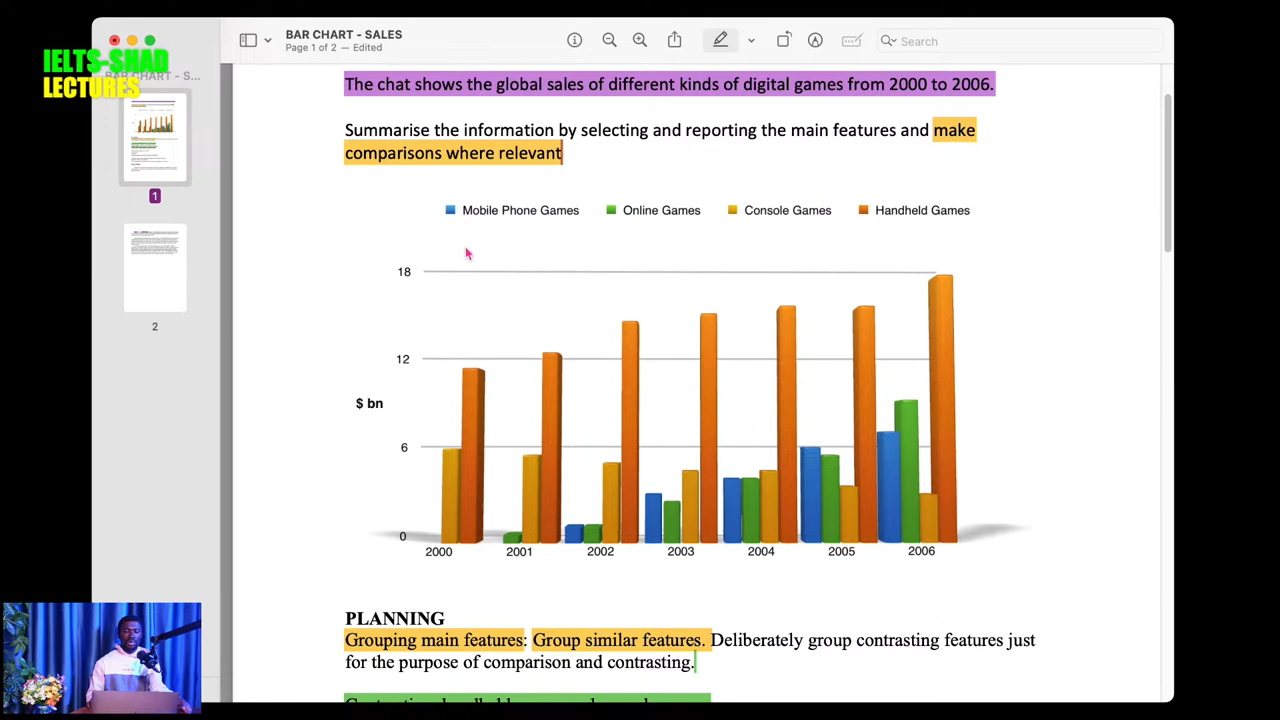 BAR CHART - SALES
Page 1 of 2 — Edited
Search
IELTS-SHAD
LECTURES
BAR CHART - S...
1
2
The chat shows the global sales of different kinds of digital games from 2000 to 2006.
Summarise the information by selecting and reporting the main features and make
comparisons where relevant
Mobile Phone Games
Online Games
Console Games
Handheld Games
18
12
$ bn
6
0
2000
2001
2002
2003
2004
2005
2006
PLANNING
Grouping main features: Group similar features. Deliberately group contrasting features just
for the purpose of comparison and contrasting.